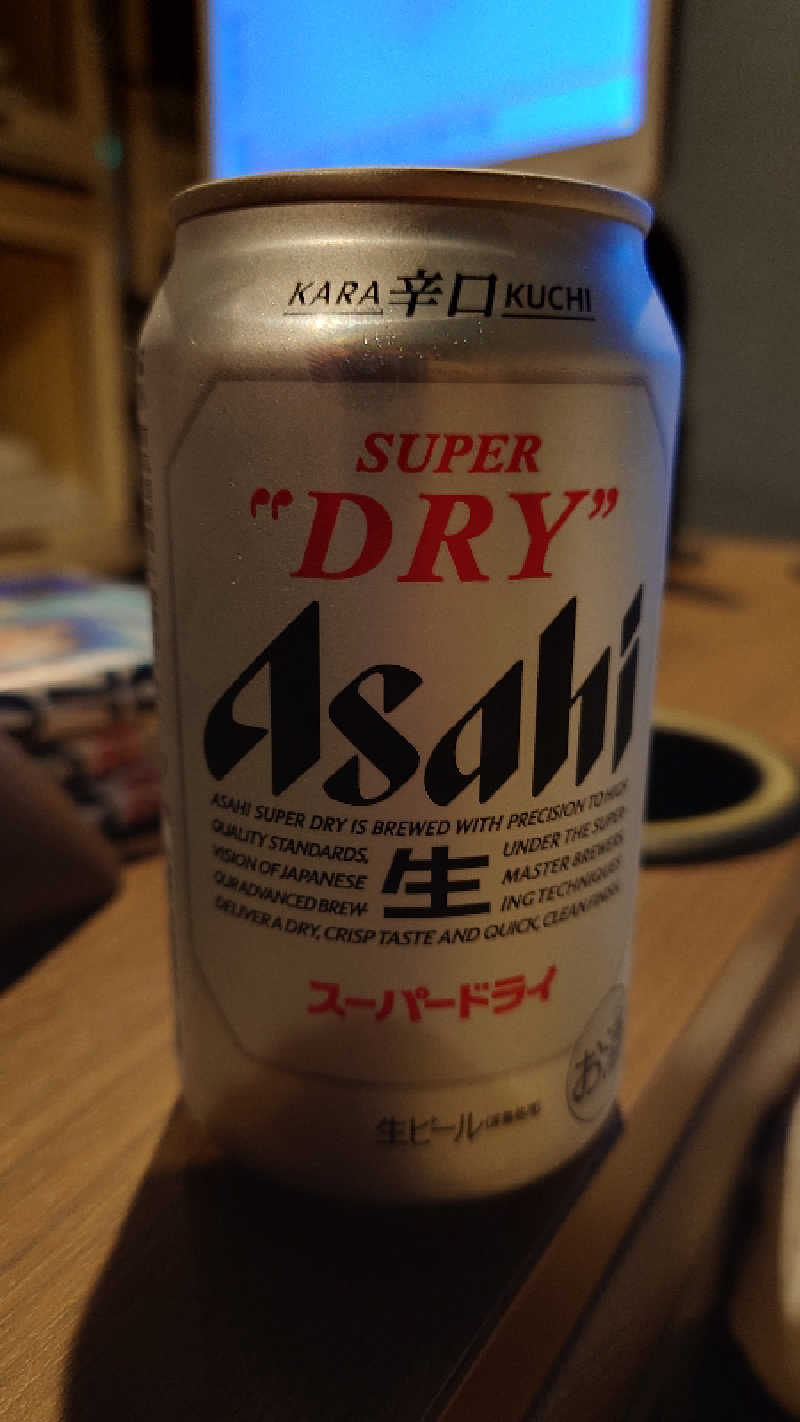 KARA 辛口 KUCHI
SUPER
“DRY”
Asahi
ASAHI SUPER DRY IS BREWED WITH PRECISION TO HIGH
QUALITY STANDARDS, UNDER THE SUPER-
VISION OF JAPANESE MASTER BREWERS.
OUR ADVANCED BREW- ING TECHNIQUES
生
DELIVER A DRY, CRISP TASTE AND QUICK, CLEAN FINISH.
スーパードライ
生ビール